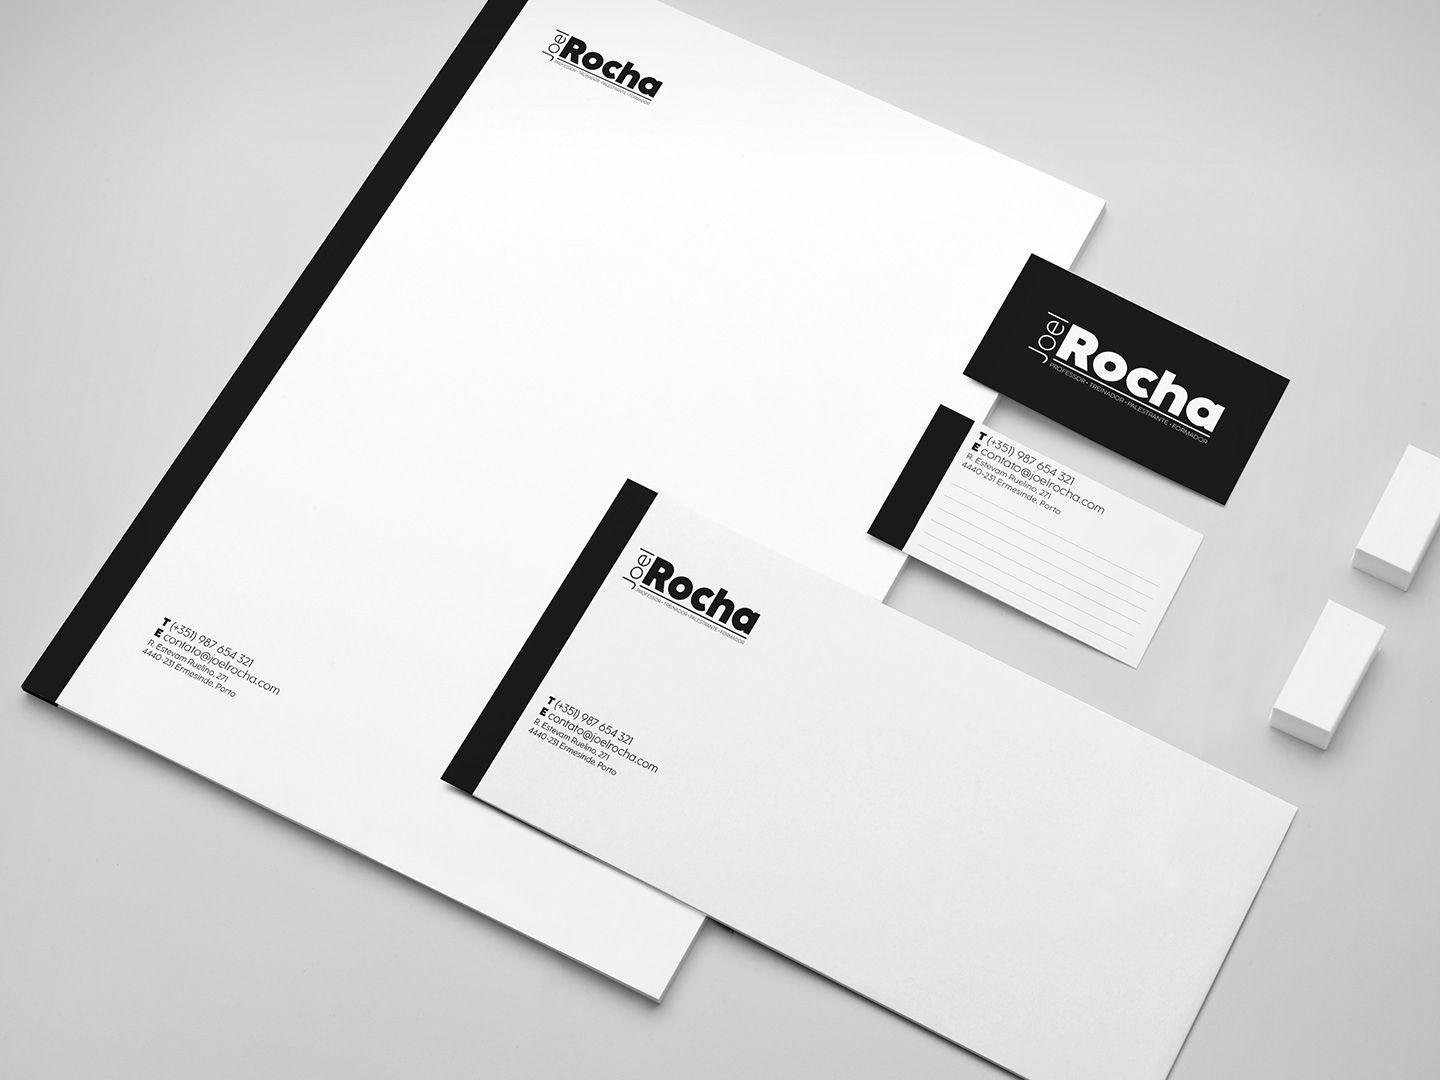 Joel
Rocha
PROFESSOR • TREINADOR • PALESTRANTE • FORMADOR
T (+351) 987 654 321
E contato@joelrocha.com
R. Estevam Ruelino, 271
4440-231 Ermesinde, Porto
Joel
Rocha
PROFESSOR • TREINADOR • PALESTRANTE • FORMADOR
T (+351) 987 654 321
E contato@joelrocha.com
R. Estevam Ruelino, 271
4440-231 Ermesinde, Porto
Joel
Rocha
PROFESSOR • TREINADOR • PALESTRANTE • FORMADOR
T (+351) 987 654 321
E contato@joelrocha.com
R. Estevam Ruelino, 271
4440-231 Ermesinde, Porto